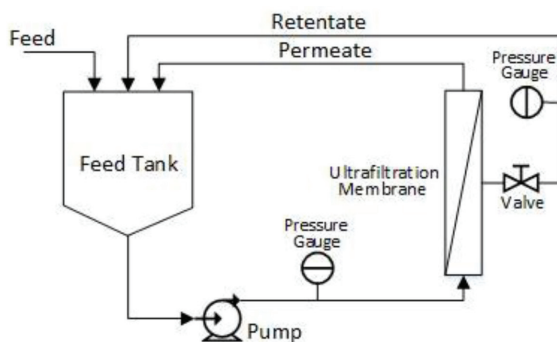 Retentate
Feed
Permeate
Pressure
Gauge
Feed Tank
Ultrafiltration
Membrane
Valve
Pressure
Gauge
Pump